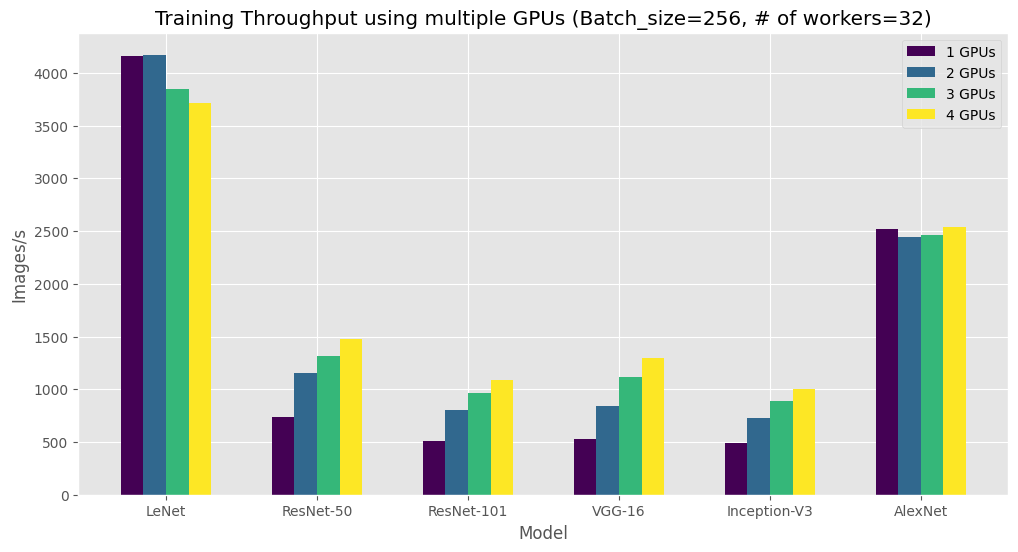 Training Throughput using multiple GPUs (Batch_size=256, # of workers=32)
1 GPUs
2 GPUs
3 GPUs
4 GPUs
Images/s
4000
3500
3000
2500
2000
1500
1000
500
0
LeNet
ResNet-50
ResNet-101
VGG-16
Inception-V3
AlexNet
Model